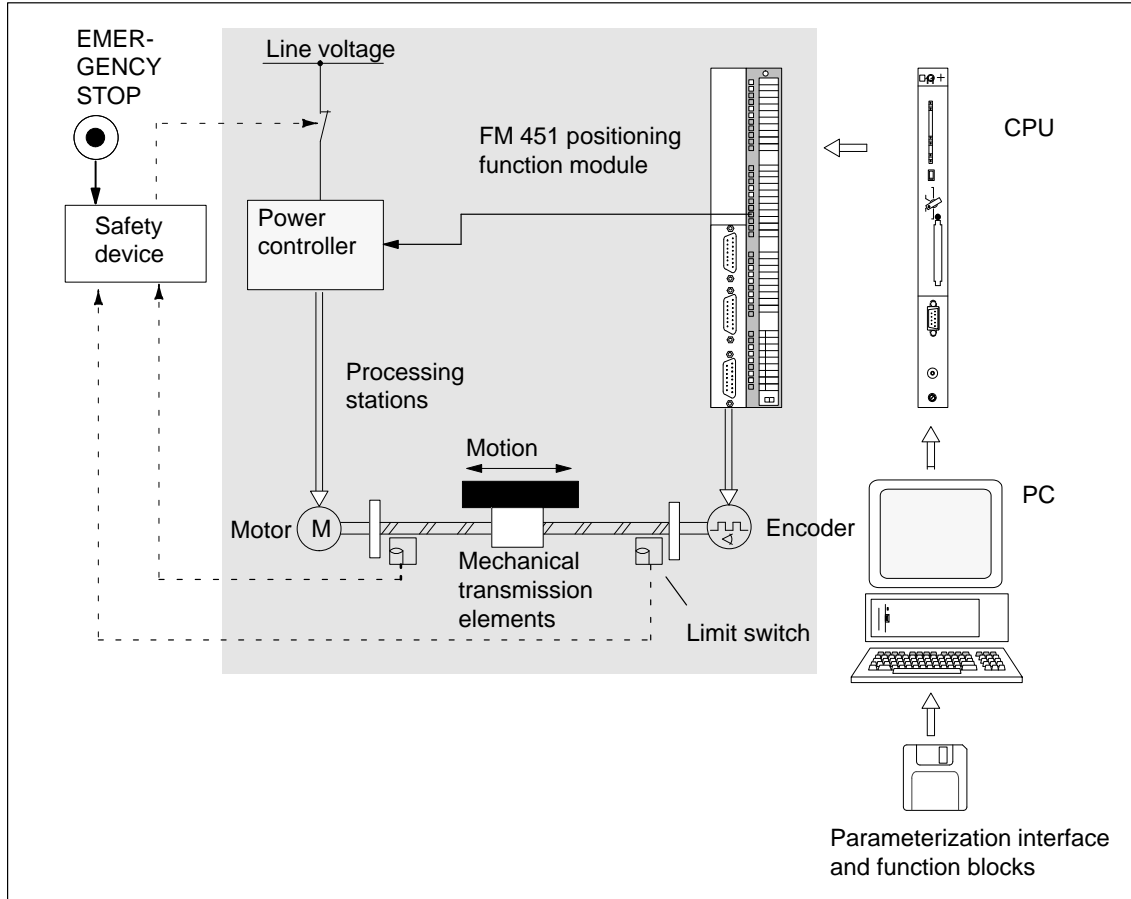 EMER-
GENCY
STOP
Line voltage
FM 451 positioning
function module
CPU
Safety
device
Power
controller
Processing
stations
Motion
PC
Motor
M
Encoder
Mechanical
transmission
elements
Limit switch
Parameterization interface
and function blocks